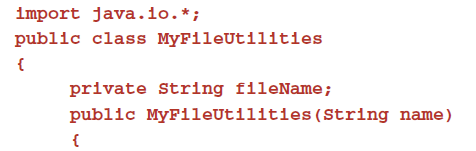 import java.io.*;
public class MyFileUtilities
{
private String fileName;
public MyFileUtilities(String name)
{